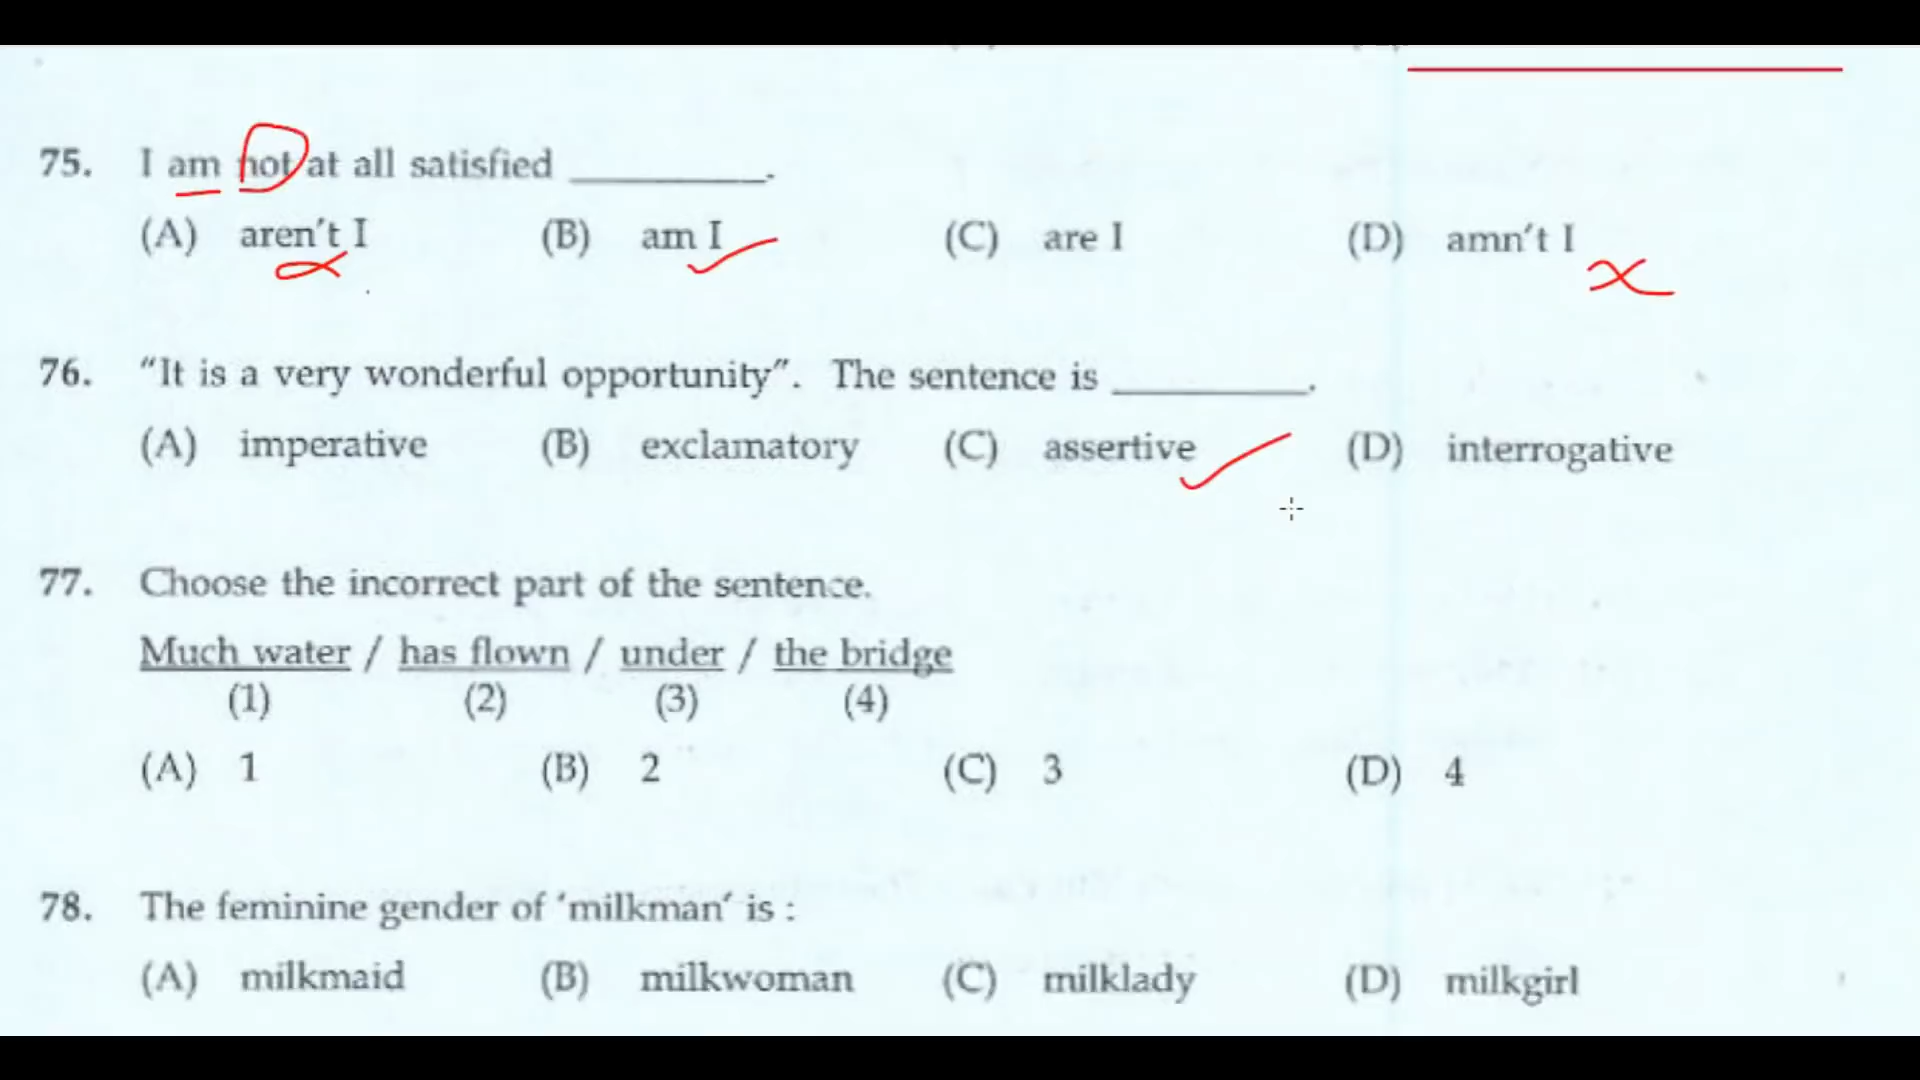 75. I am not at all satisfied __________.
(A) aren't I (B) am I (C) are I (D) amn't I
76. "It is a very wonderful opportunity". The sentence is __________.
(A) imperative (B) exclamatory (C) assertive (D) interrogative
77. Choose the incorrect part of the sentence.
Much water / has flown / under / the bridge
(1) (2) (3) (4)
(A) 1 (B) 2 (C) 3 (D) 4
78. The feminine gender of 'milkman' is :
(A) milkmaid (B) milkwoman (C) milklady (D) milkgirl